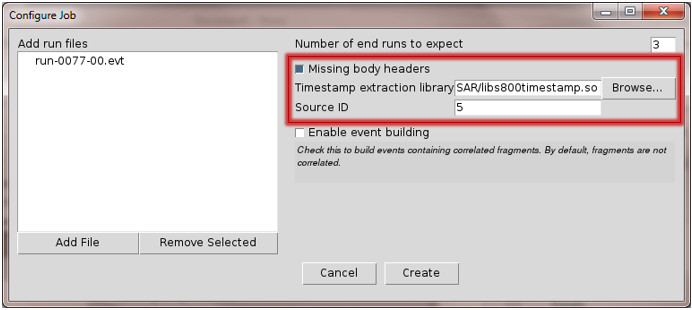 Configure Job
Add run files
run-0077-00.evt
Add File
Remove Selected
Number of end runs to expect
3
Missing body headers
Timestamp extraction library
SAR/libs800timestamp.so
Browse...
Source ID
5
Enable event building
Check this to build events containing correlated fragments. By default, fragments are not
correlated.
Cancel
Create